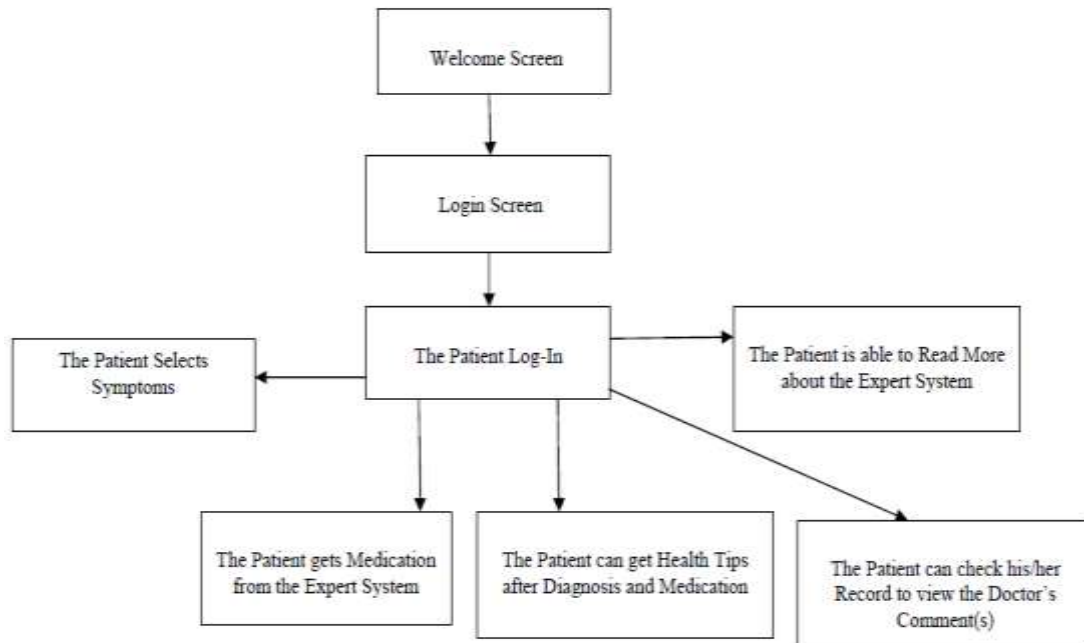 Welcome Screen
Login Screen
The Patient Log-In
The Patient Selects
Symptoms
The Patient is able to Read More
about the Expert System
The Patient gets Medication
from the Expert System
The Patient can get Health Tips
after Diagnosis and Medication
The Patient can check his/her
Record to view the Doctor's
Comment(s)